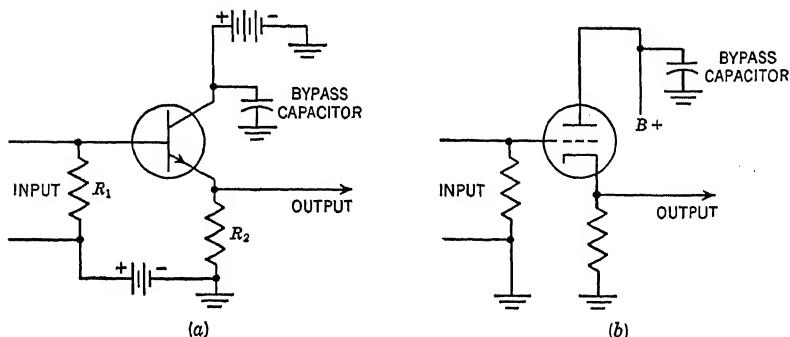 + -
BYPASS
CAPACITOR
INPUT
R₁
OUTPUT
R₂
+ -
(a)
BYPASS
CAPACITOR
B+
INPUT
OUTPUT
(b)